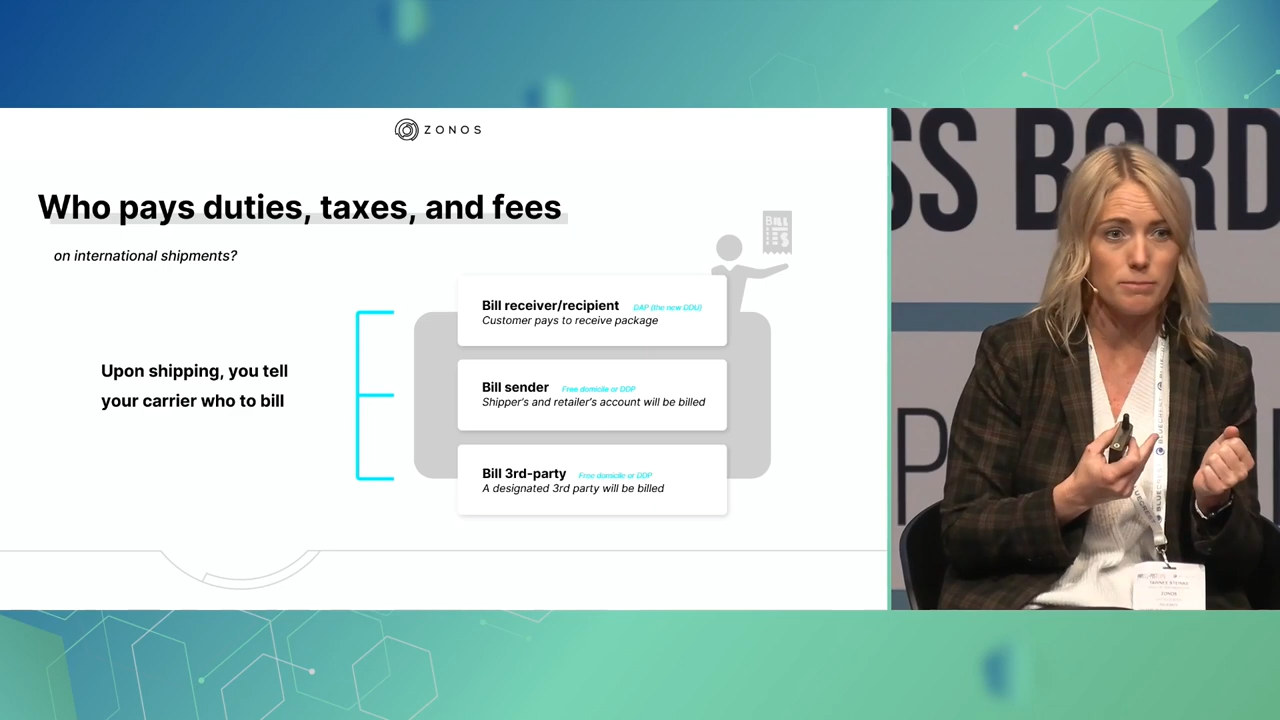 ZONOS
Who pays duties, taxes, and fees
on international shipments?
BILL
Bill receiver/recipient DAP (the new DDU)
Customer pays to receive package
Upon shipping, you tell
your carrier who to bill
Bill sender Free domicile or DDP
Shipper's and retailer's account will be billed
Bill 3rd-party Free domicile or DDP
A designated 3rd party will be billed
SS BORD
P
BLUECREST
ZONOS